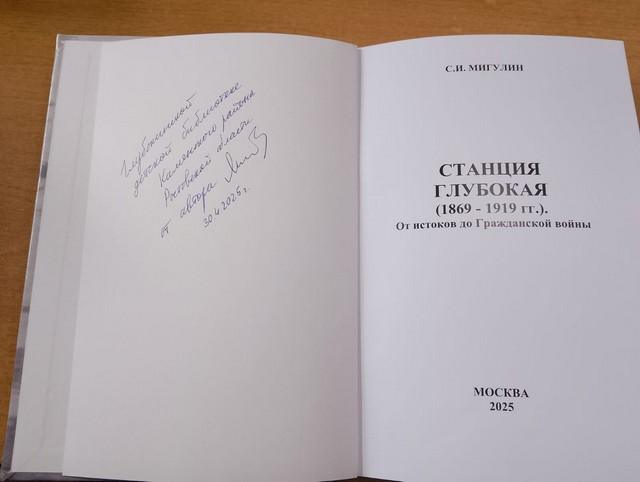 Глубокинской
детской библиотеке
Каменского района
Ростовской области
от автора
30.4.2025г.
С.И. МИГУЛИН
СТАНЦИЯ
ГЛУБОКАЯ
(1869 - 1919 гг.).
От истоков до Гражданской войны
МОСКВА
2025